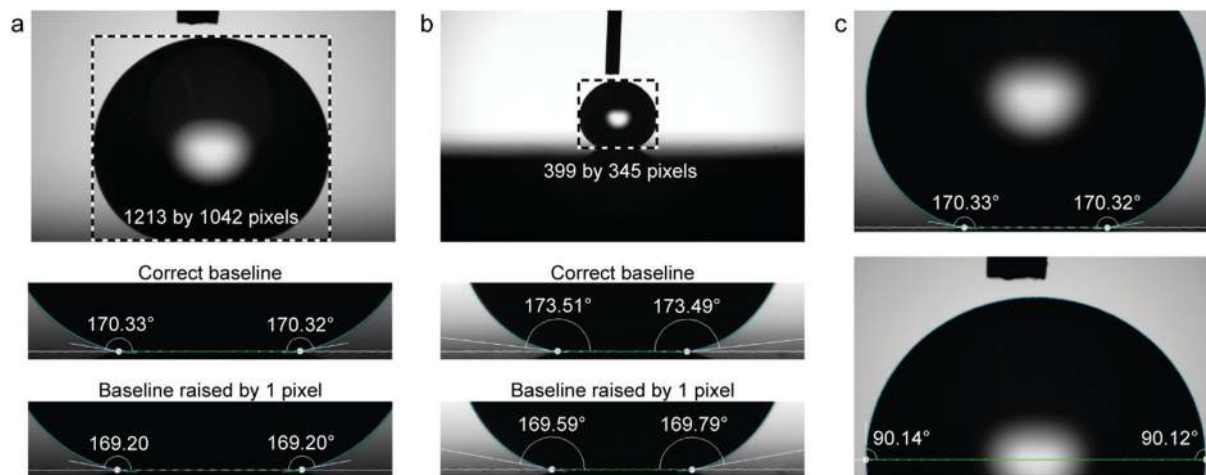 a
1213 by 1042 pixels
Correct baseline
170.33° 170.32°
Baseline raised by 1 pixel
169.20 169.20°
b
399 by 345 pixels
Correct baseline
173.51° 173.49°
Baseline raised by 1 pixel
169.59° 169.79°
c
170.33° 170.32°
90.14° 90.12°